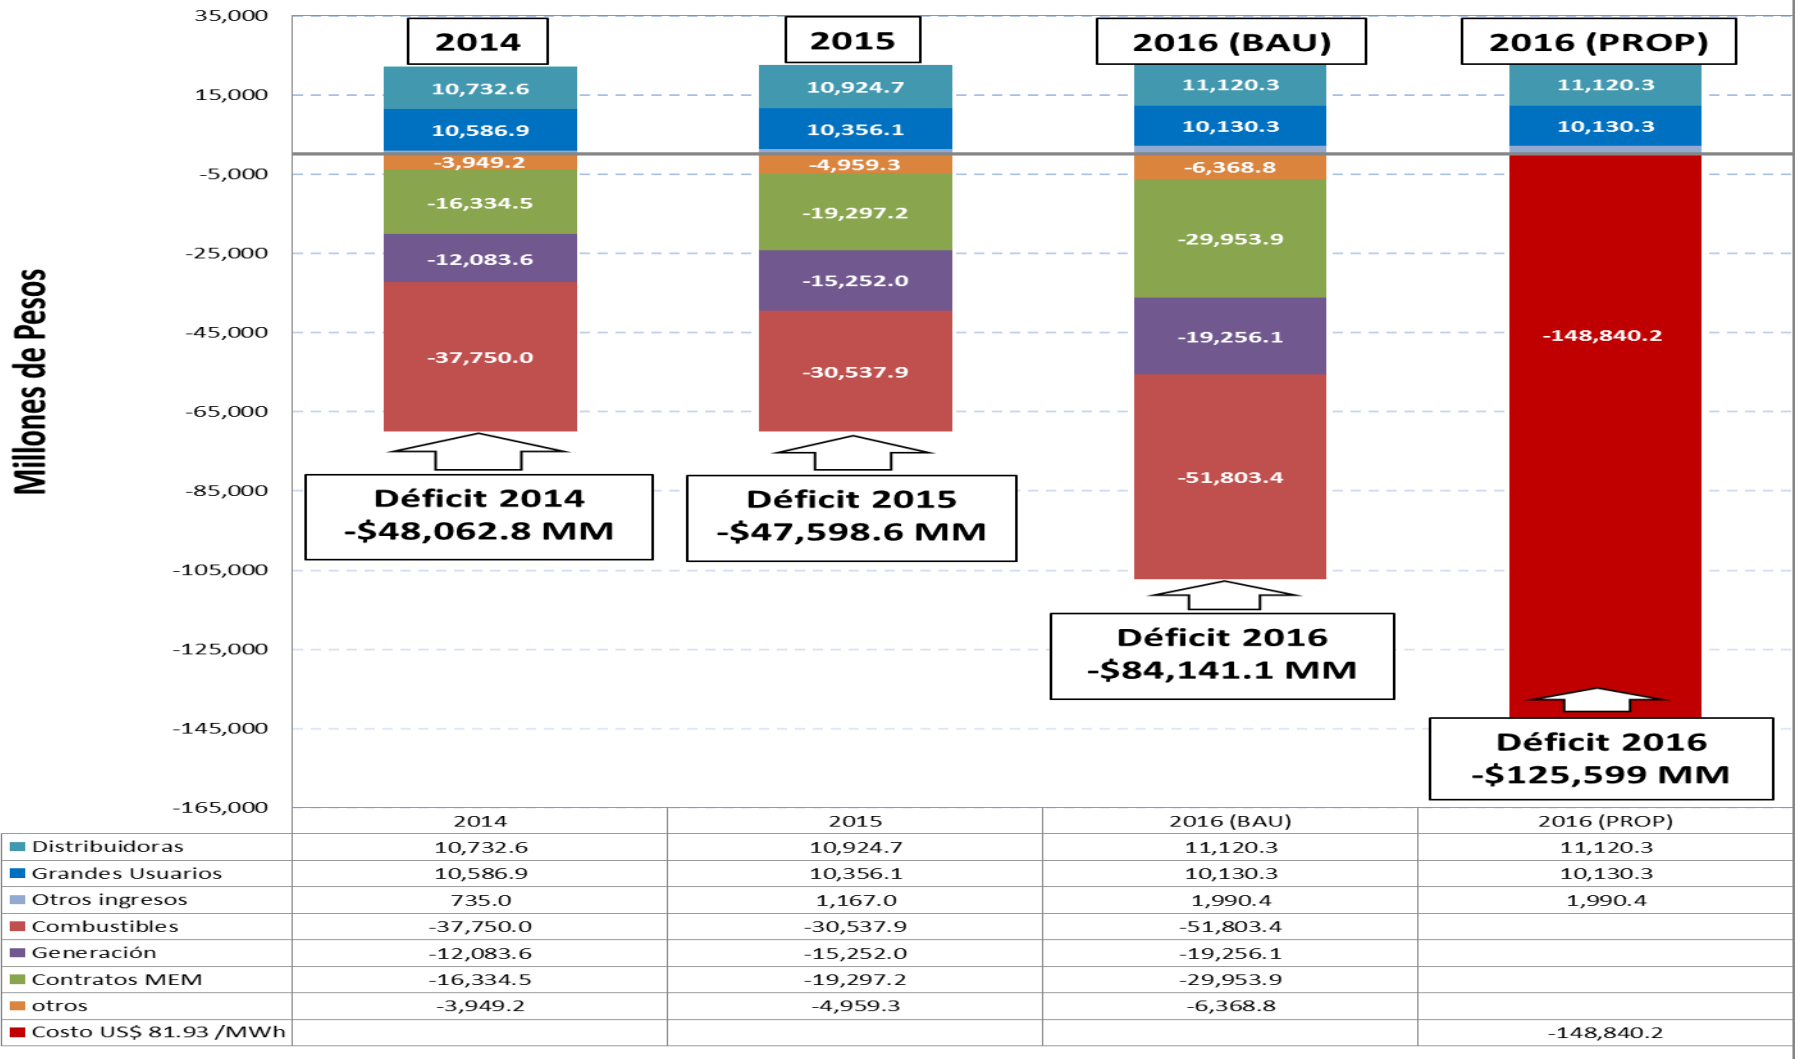 35,000
15,000
-5,000
-25,000
-45,000
-65,000
-85,000
-105,000
-125,000
-145,000
-165,000
Millones de Pesos
2014
10,732.6
10,586.9
-3,949.2
-16,334.5
-12,083.6
-37,750.0
Déficit 2014
-$48,062.8 MM
2015
10,924.7
10,356.1
-4,959.3
-19,297.2
-15,252.0
-30,537.9
Déficit 2015
-$47,598.6 MM
2016 (BAU)
11,120.3
10,130.3
-6,368.8
-29,953.9
-19,256.1
-51,803.4
Déficit 2016
-$84,141.1 MM
2016 (PROP)
11,120.3
10,130.3
-148,840.2
Déficit 2016
-$125,599 MM
2014 2015 2016 (BAU) 2016 (PROP)
Distribuidoras 10,732.6 10,924.7 11,120.3 11,120.3
Grandes Usuarios 10,586.9 10,356.1 10,130.3 10,130.3
Otros ingresos 735.0 1,167.0 1,990.4 1,990.4
Combustibles -37,750.0 -30,537.9 -51,803.4
Generación -12,083.6 -15,252.0 -19,256.1
Contratos MEM -16,334.5 -19,297.2 -29,953.9
otros -3,949.2 -4,959.3 -6,368.8
Costo US$ 81.93 /MWh -148,840.2